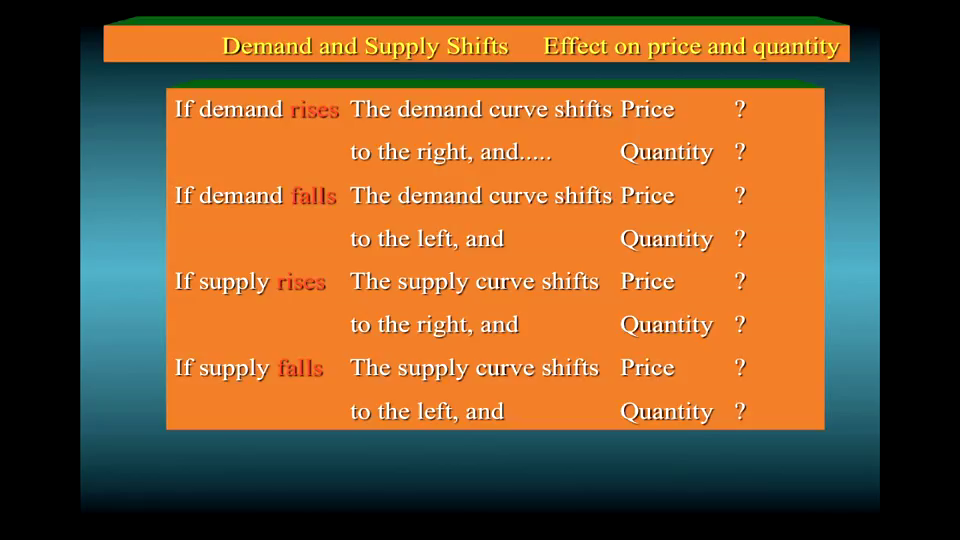 Demand and Supply Shifts Effect on price and quantity
If demand rises The demand curve shifts Price ?
to the right, and..... Quantity ?
If demand falls The demand curve shifts Price ?
to the left, and Quantity ?
If supply rises The supply curve shifts Price ?
to the right, and Quantity ?
If supply falls The supply curve shifts Price ?
to the left, and Quantity ?